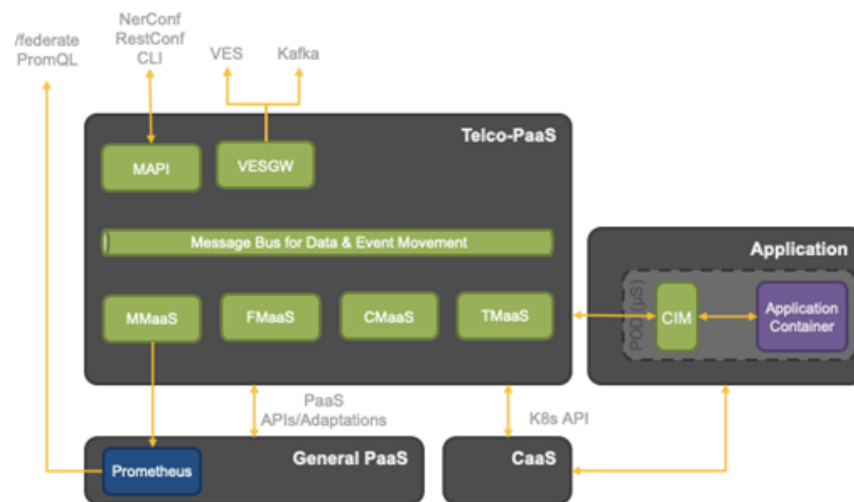 /federate
PromQL
NerConf
RestConf
CLI
VES
Kafka
Telco-PaaS
MAPI
VESGW
Message Bus for Data & Event Movement
MMaaS
FMaaS
CMaaS
TMaaS
Application
POD (µS)
CIM
Application
Container
PaaS
APIs/Adaptations
K8s API
Prometheus
General PaaS
CaaS